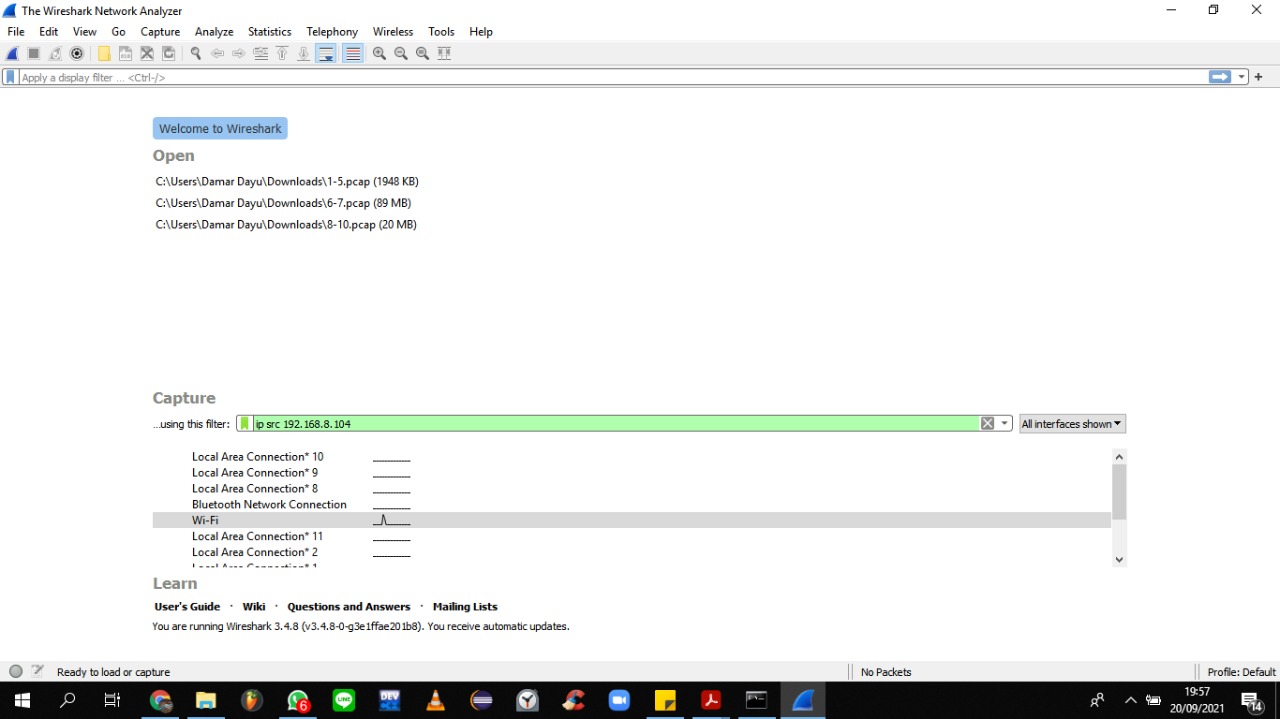 The Wireshark Network Analyzer
File Edit View Go Capture Analyze Statistics Telephony Wireless Tools Help
Apply a display filter ... <Ctrl-/>
Welcome to Wireshark
Open
C:\Users\Damar Dayu\Downloads\1-5.pcap (1948 KB)
C:\Users\Damar Dayu\Downloads\6-7.pcap (89 MB)
C:\Users\Damar Dayu\Downloads\8-10.pcap (20 MB)
Capture
...using this filter: ip src 192.168.8.104 All interfaces shown
Local Area Connection* 10
Local Area Connection* 9
Local Area Connection* 8
Bluetooth Network Connection
Wi-Fi
Local Area Connection* 11
Local Area Connection* 2
Local Area Connection* 1
Learn
User's Guide · Wiki · Questions and Answers · Mailing Lists
You are running Wireshark 3.4.8 (v3.4.8-0-g3e1ffae201b8). You receive automatic updates.
Ready to load or capture No Packets Profile: Default
6 LINE DEV 19:57
20/09/2021 14